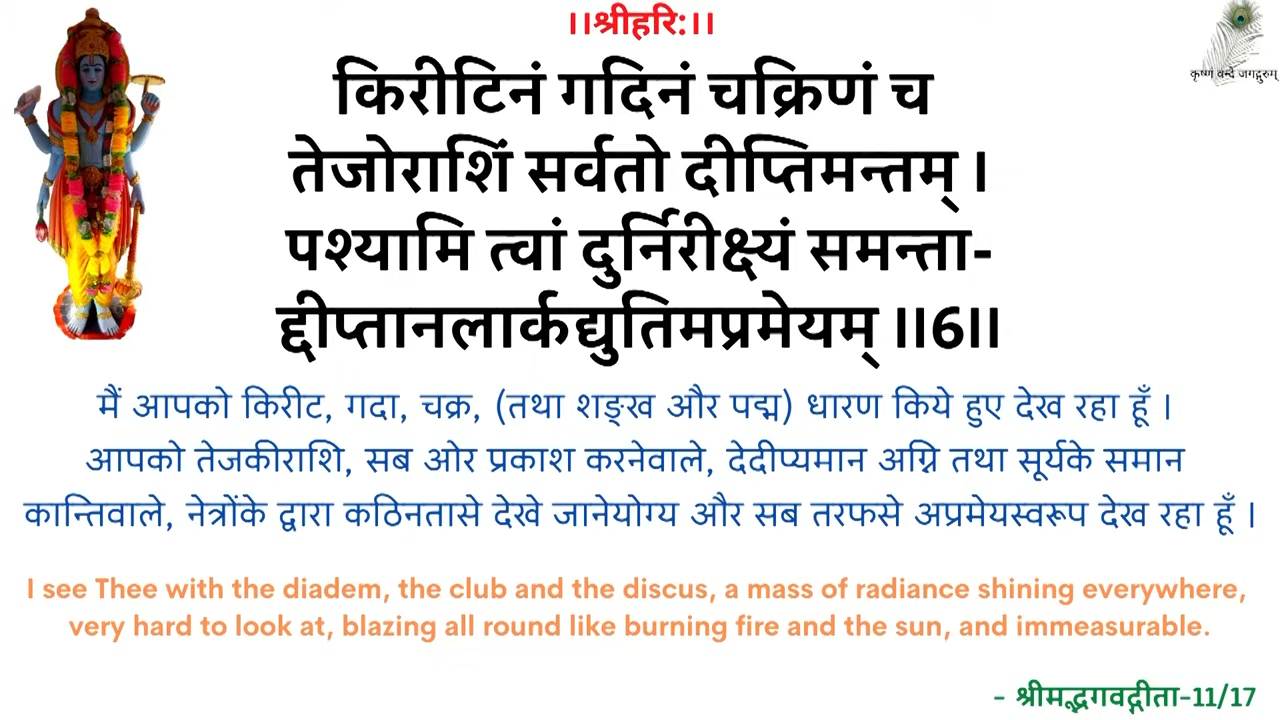 ।।श्रीहरि:।।
कृष्णं वन्दे जगद्गुरुम्
किरीटिनं गदिनं चक्रिणं च
तेजोराशिं सर्वतो दीप्तिमन्तम् ।
पश्यामि त्वां दुर्निरीक्ष्यं समन्ता-
द्दीप्तानलार्कद्युतिमप्रमेयम् ।।6।।
मैं आपको किरीट, गदा, चक्र, (तथा शङ्ख और पद्म) धारण किये हुए देख रहा हूँ ।
आपको तेजकीराशि, सब ओर प्रकाश करनेवाले, देदीप्यमान अग्नि तथा सूर्यके समान
कान्तिवाले, नेत्रोंके द्वारा कठिनतासे देखे जानेयोग्य और सब तरफसे अप्रमेयस्वरूप देख रहा हूँ ।
I see Thee with the diadem, the club and the discus, a mass of radiance shining everywhere,
very hard to look at, blazing all round like burning fire and the sun, and immeasurable.
- श्रीमद्भगवद्गीता-11/17